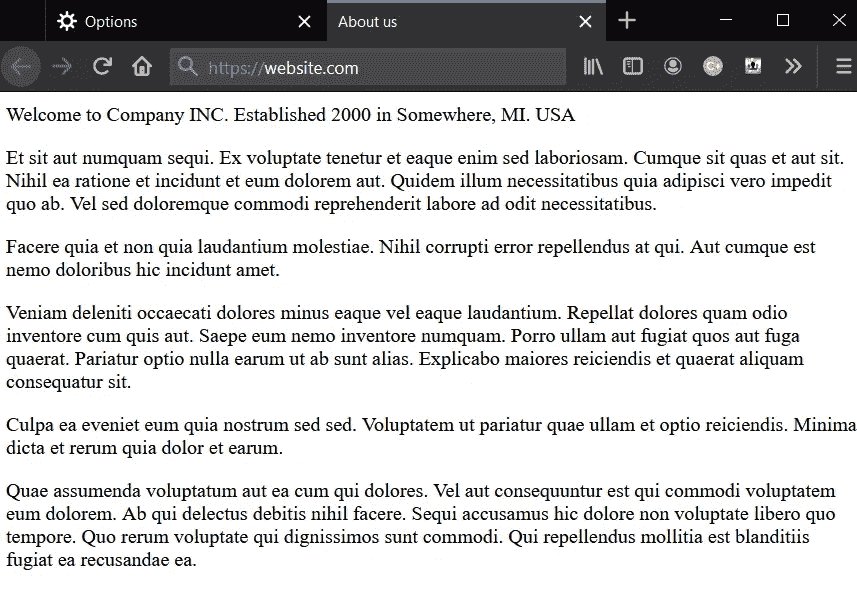 Options
About us
https://website.com
Welcome to Company INC. Established 2000 in Somewhere, MI. USA
Et sit aut numquam sequi. Ex voluptate tenetur et eaque enim sed laboriosam. Cumque sit quas et aut sit.
Nihil ea ratione et incidunt et eum dolorem aut. Quidem illum necessitatibus quia adipisci vero impedit
quo ab. Vel sed doloremque commodi reprehenderit labore ad odit necessitatibus.
Facere quia et non quia laudantium molestiae. Nihil corrupti error repellendus at qui. Aut cumque est
nemo doloribus hic incidunt amet.
Veniam deleniti occaecati dolores minus eaque vel eaque laudantium. Repellat dolores quam odio
inventore cum quis aut. Saepe eum nemo inventore numquam. Porro ullam aut fugiat quos aut fuga
quaerat. Pariatur optio nulla earum ut ab sunt alias. Explicabo maiores reiciendis et quaerat aliquam
consequatur sit.
Culpa ea eveniet eum quia nostrum sed sed. Voluptatem ut pariatur quae ullam et optio reiciendis. Minima
dicta et rerum quia dolor et earum.
Quae assumenda voluptatum aut ea cum qui dolores. Vel aut consequuntur est qui commodi voluptatem
eum dolorem. Ab qui delectus debitis nihil facere. Sequi accusamus hic dolore non voluptate libero quo
tempore. Quo rerum voluptate qui dignissimos sunt commodi. Qui repellendus mollitia est blanditiis
fugiat ea recusandae ea.